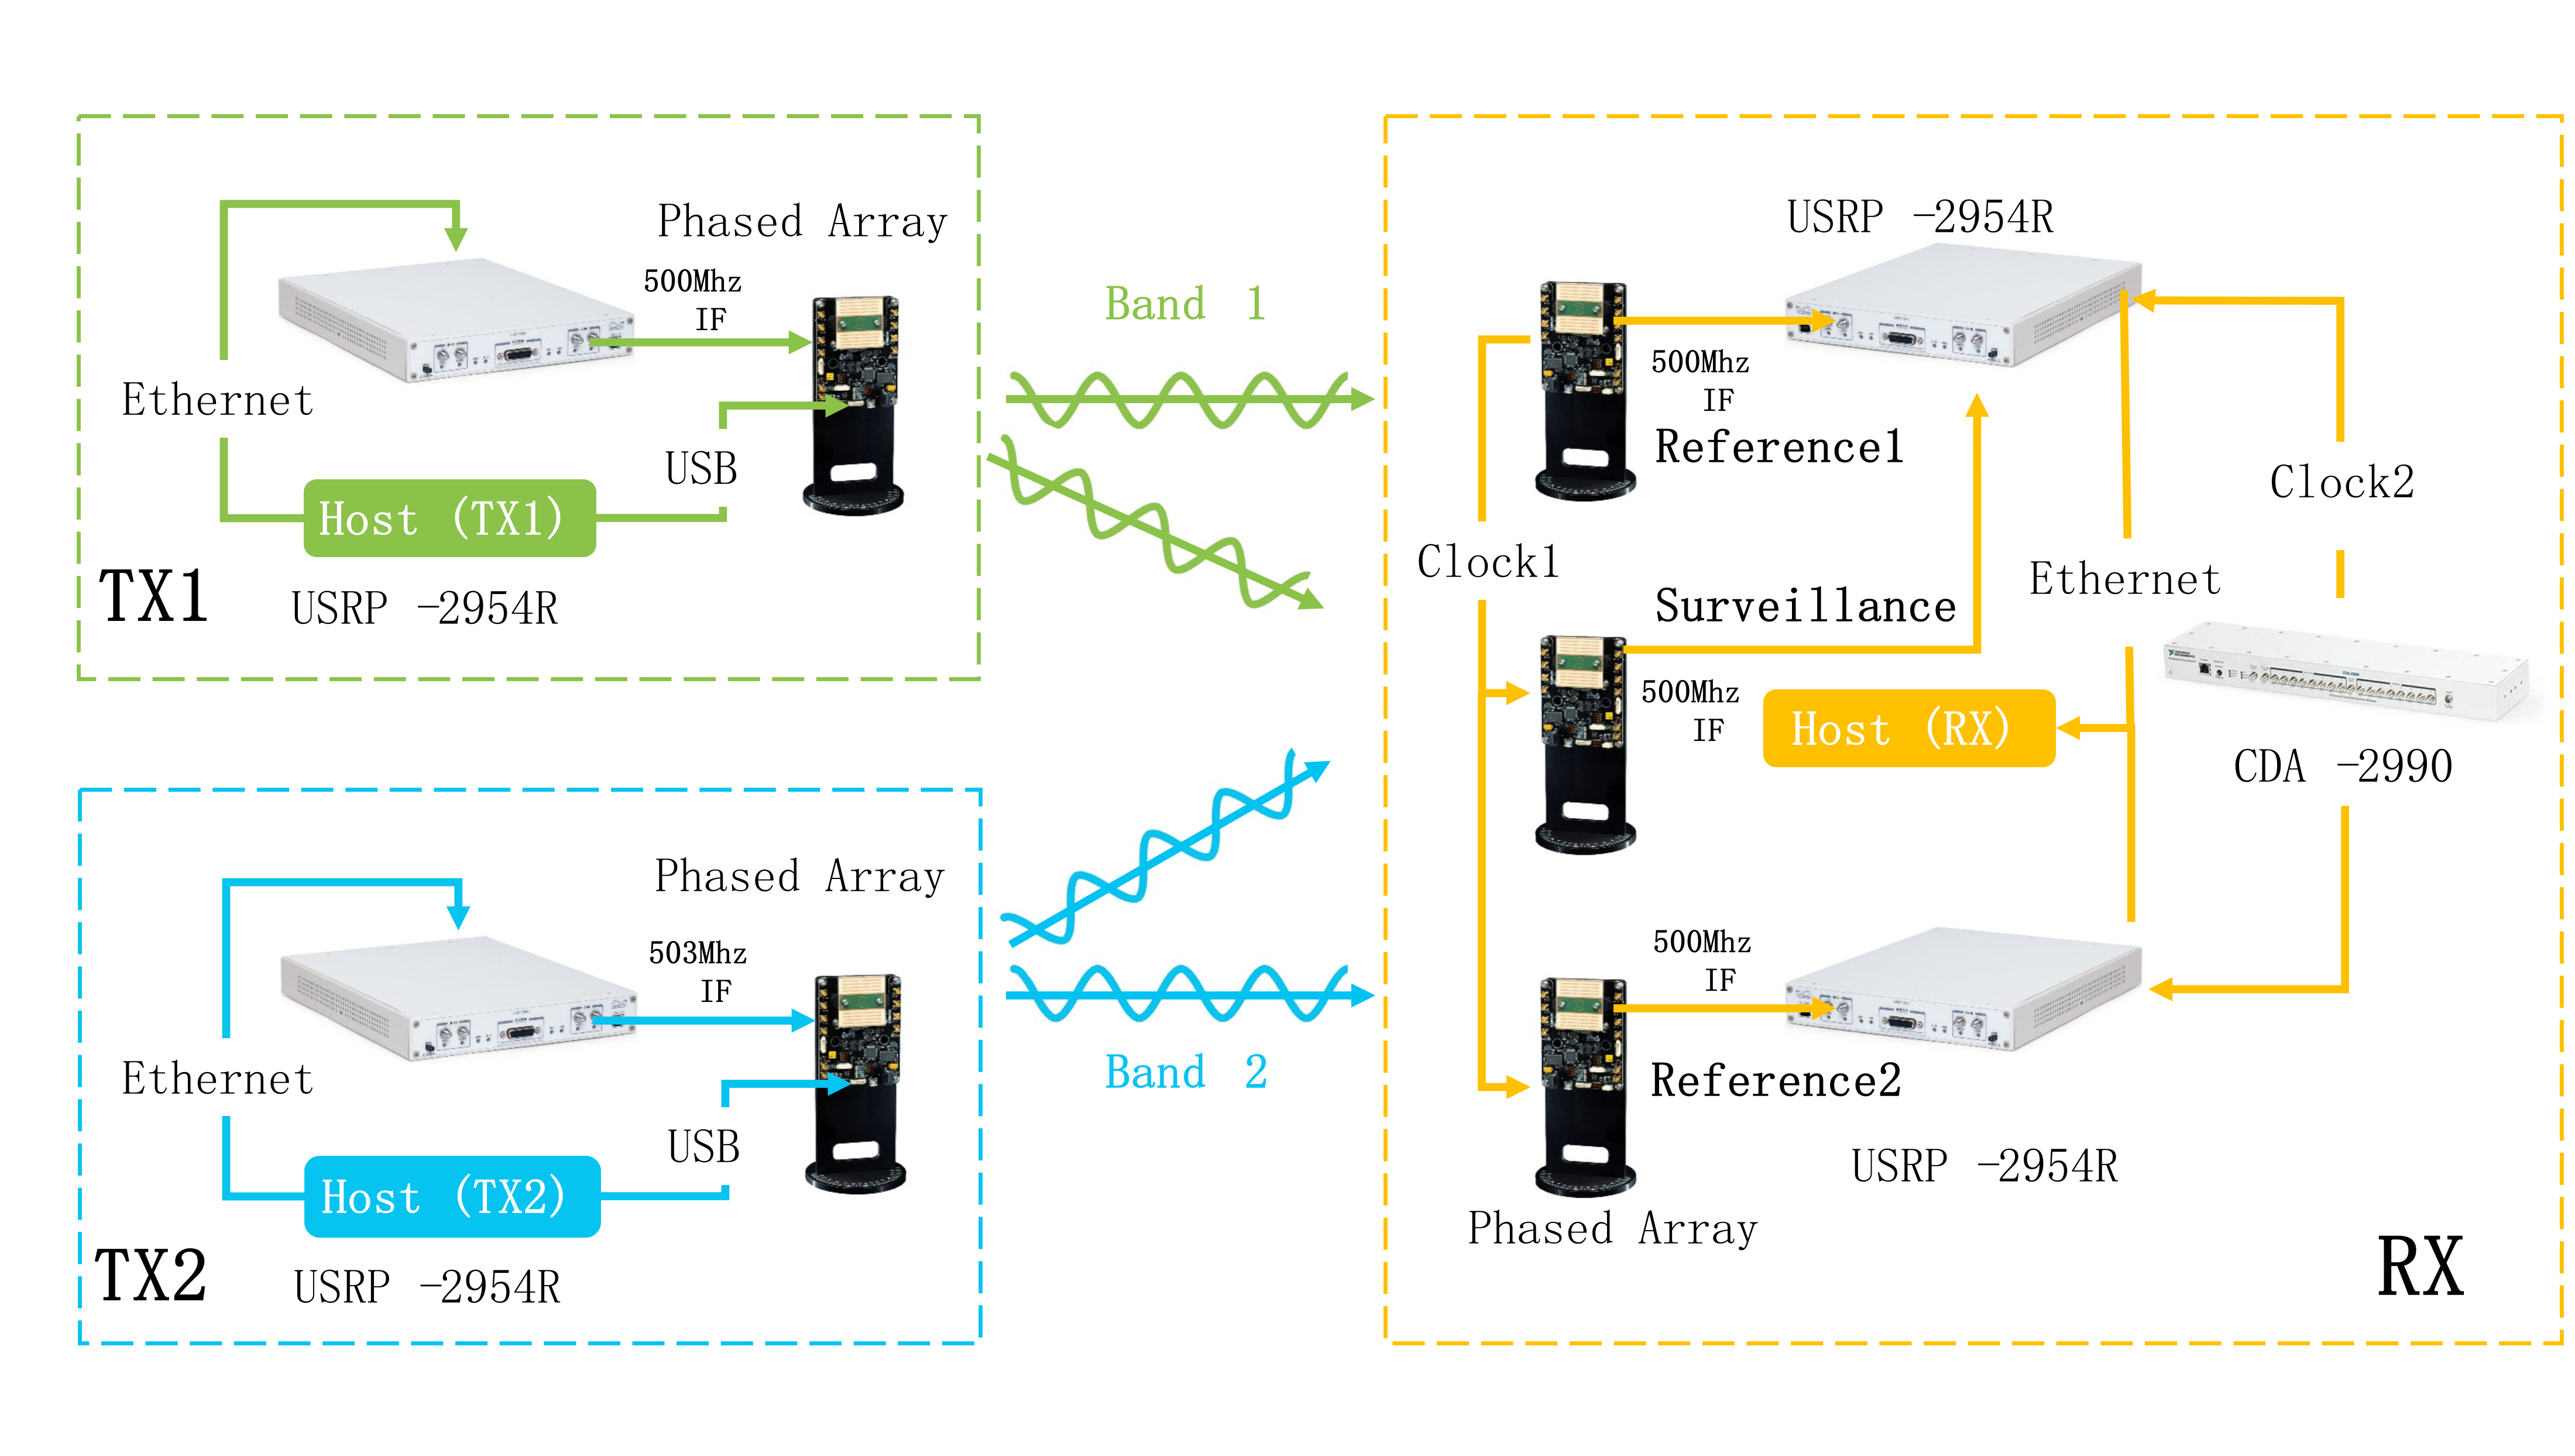 Phased Array
500Mhz
IF
Ethernet
USB
Host (TX1)
TX1
USRP -2954R
Phased Array
503Mhz
IF
Ethernet
USB
Host (TX2)
TX2
USRP -2954R
Band 1
Band 2
USRP -2954R
500Mhz
IF
Reference1
Clock1
Clock2
Surveillance
Ethernet
500Mhz
IF
Host (RX)
CDA -2990
500Mhz
IF
Reference2
USRP -2954R
Phased Array
RX